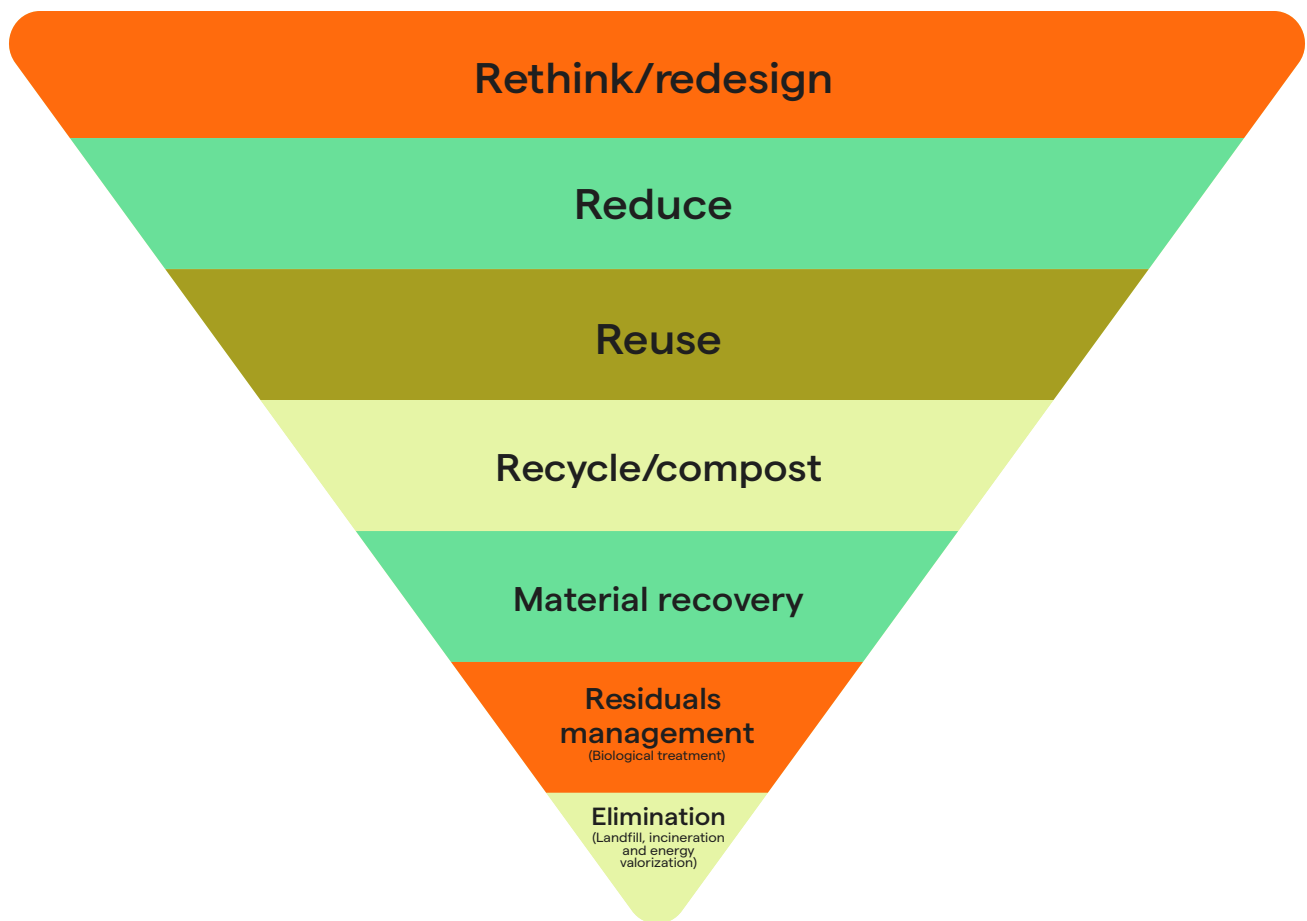 Rethink/redesign
Reduce
Reuse
Recycle/compost
Material recovery
Residuals
management
(Biological treatment)
Elimination
(Landfill, incineration
and energy
valorization)